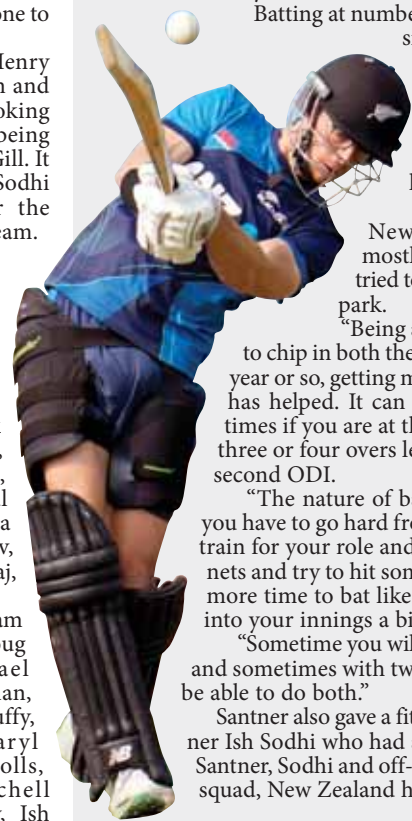 one to
Henry
and
oking
being
Gill. It
Sodhi
r the
eam.
l
a
v,
aj,
am
oug
ael
an,
uffy,
aryl
olls,
chell
Ish
Batting at numbe
New
mostl
tried to
park.
"Being a
to chip in both the
year or so, getting m
has helped. It can
times if you are at th
three or four overs le
second ODI.
"The nature of ba
you have to go hard fro
train for your role and
nets and try to hit son
more time to bat like
into your innings a bi
"Sometime you wil
and sometimes with tw
be able to do both."
Santner also gave a fit
ner Ish Sodhi who had
Santner, Sodhi and off-
squad, New Zealand h